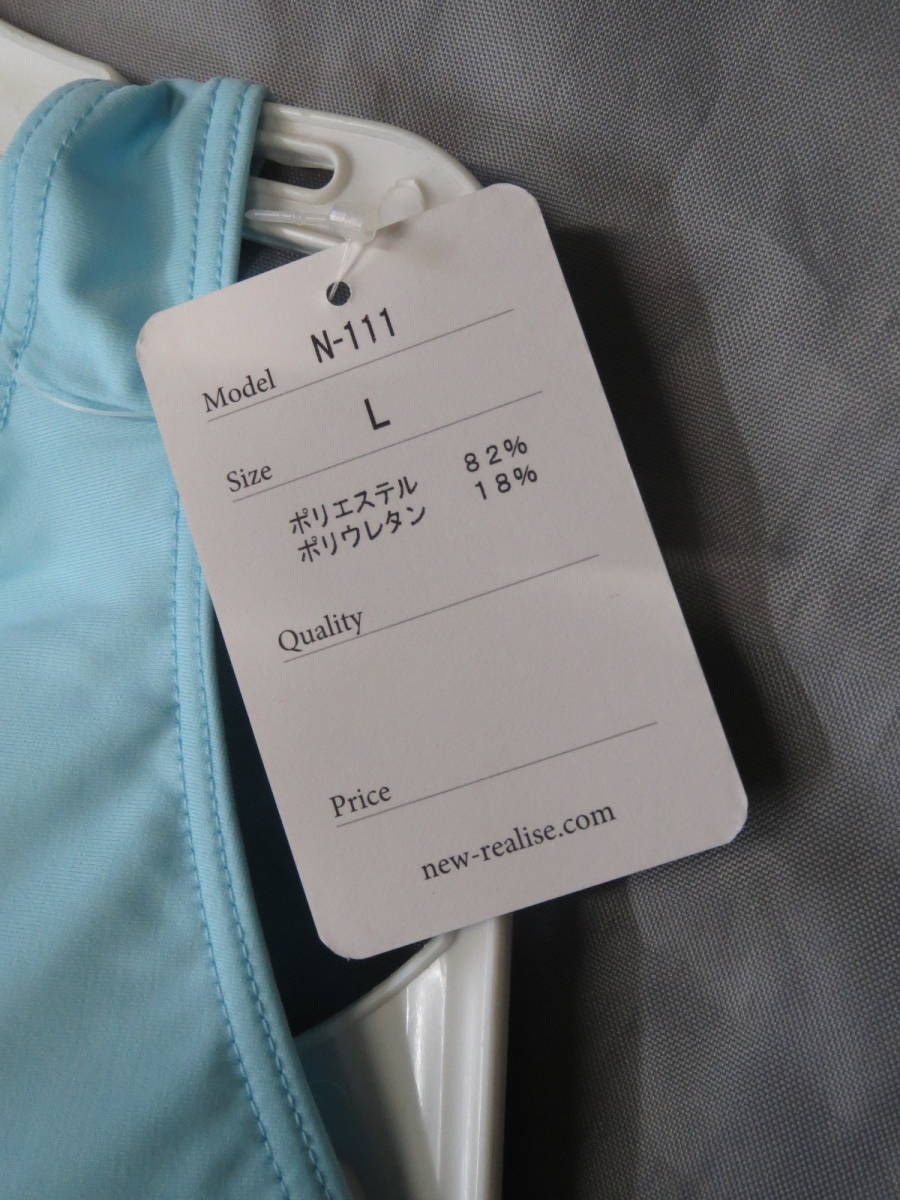 Model N-111
Size L
ポリエステル 82%
ポリウレタン 18%
Quality
Price
new-realise.com